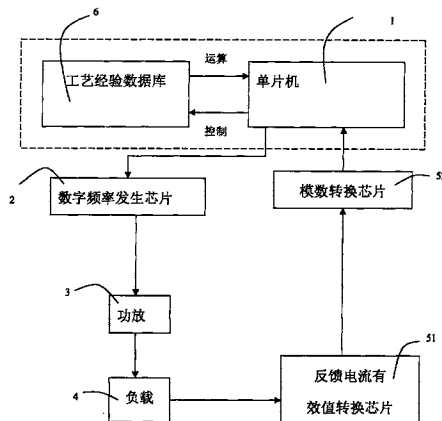 6
1
运算
工艺经验数据库
单片机
控制
2
数字频率发生芯片
模数转换芯片
52
3
功放
51
4
负载
反馈电流有
效值转换芯片